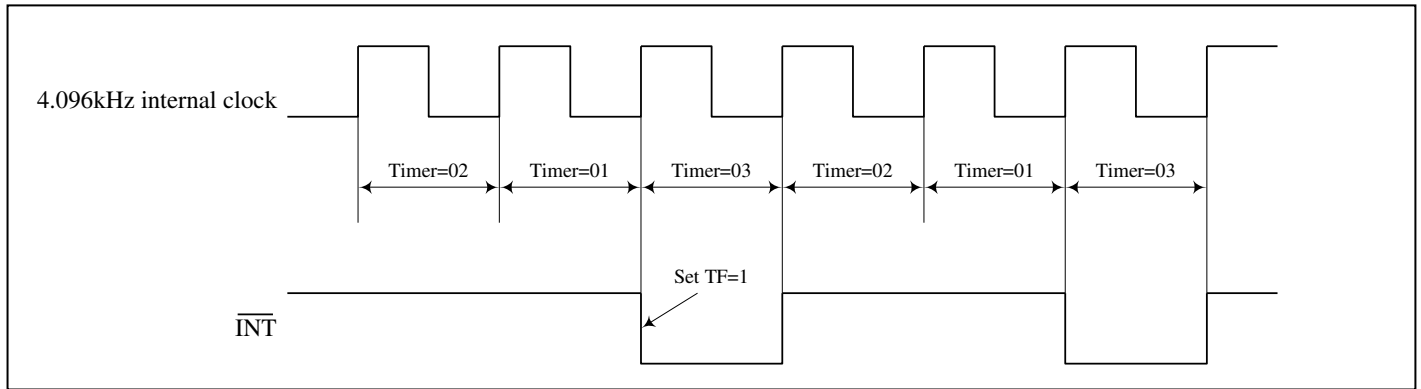 4.096kHz internal clock
Timer=02 Timer=01 Timer=03 Timer=02 Timer=01 Timer=03
Set TF=1
INT